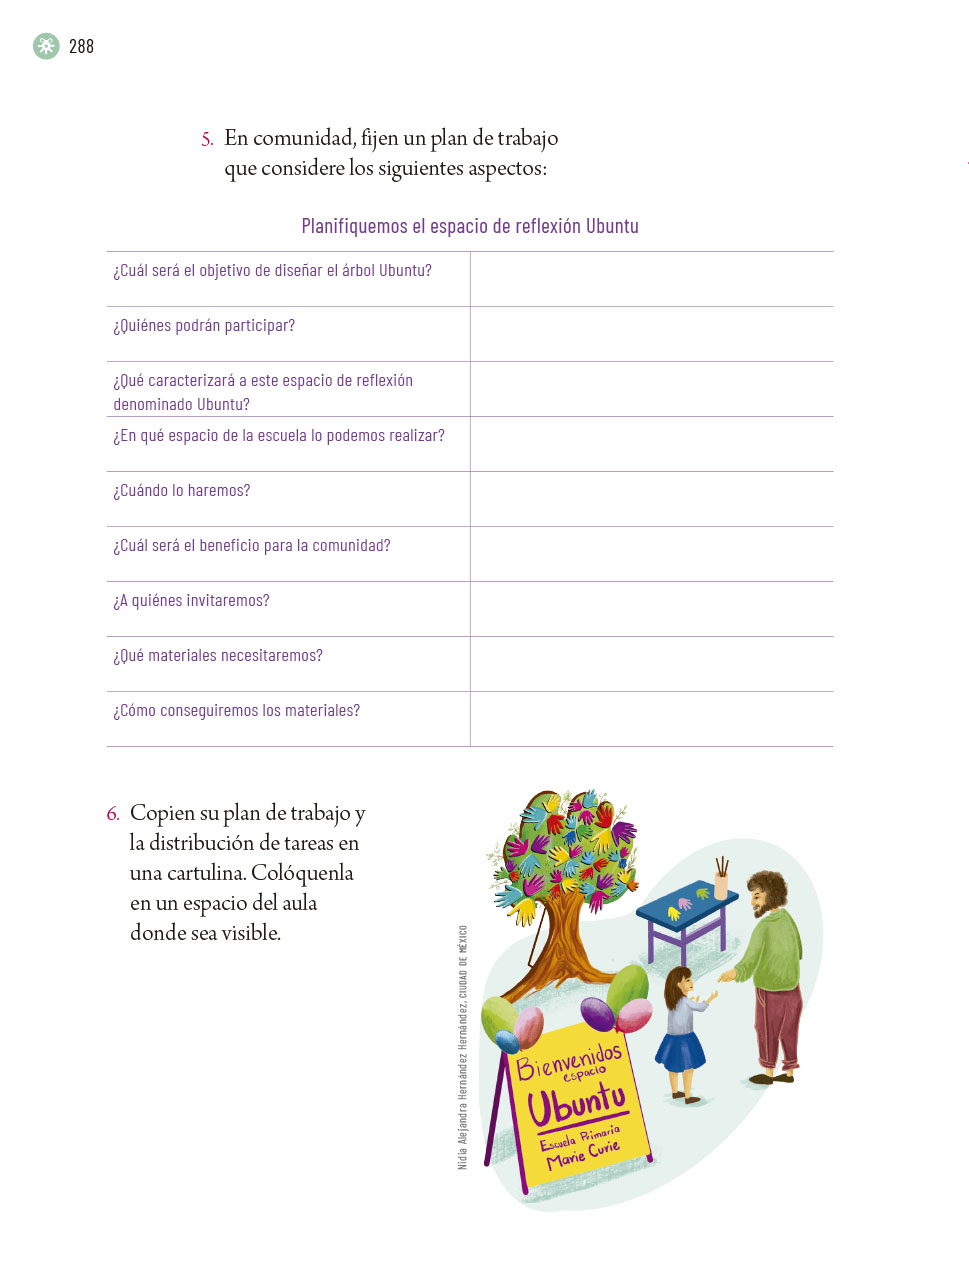 288
5. En comunidad, fijen un plan de trabajo
que considere los siguientes aspectos:
Planifiquemos el espacio de reflexión Ubuntu
¿Cuál será el objetivo de diseñar el árbol Ubuntu?
¿Quiénes podrán participar?
¿Qué caracterizará a este espacio de reflexión
denominado Ubuntu?
¿En qué espacio de la escuela lo podemos realizar?
¿Cuándo lo haremos?
¿Cuál será el beneficio para la comunidad?
¿A quiénes invitaremos?
¿Qué materiales necesitaremos?
¿Cómo conseguiremos los materiales?
6. Copien su plan de trabajo y
la distribución de tareas en
una cartulina. Colóquenla
en un espacio del aula
donde sea visible.
Nidia Alejandra Hernández Hernández, CIUDAD DE MÉXICO
Bienvenidos
espacio
Ubuntu
Escuela Primaria
Marie Curie